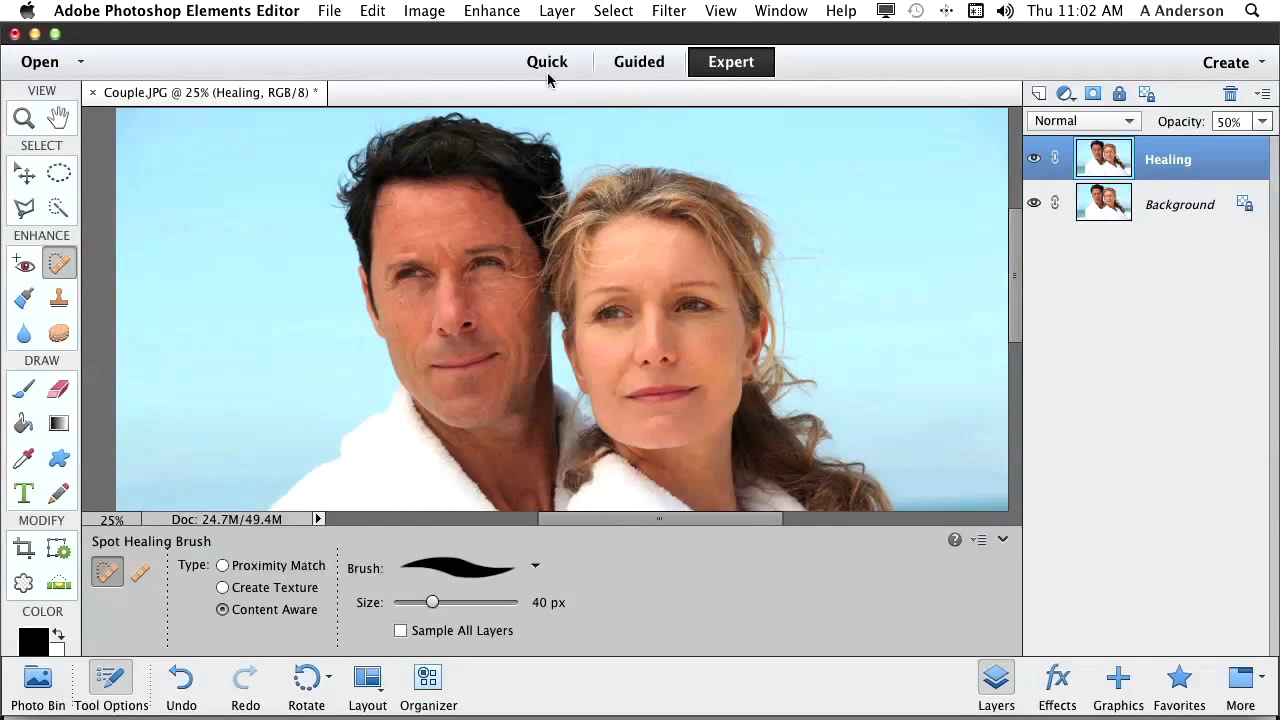 Adobe Photoshop Elements Editor File Edit Image Enhance Layer Select Filter View Window Help Thu 11:02 AM A Anderson
Open Quick Guided Expert Create
VIEW
× Couple.JPG @ 25% (Healing, RGB/8) *
Normal Opacity: 50%
SELECT
Healing
Background
ENHANCE
DRAW
T
MODIFY
25% Doc: 24.7M/49.4M
Spot Healing Brush
Type: Proximity Match
Create Texture
Content Aware
Brush:
Size: 40 px
Sample All Layers
COLOR
Photo Bin Tool Options Undo Redo Rotate Layout Organizer Layers fx Effects Graphics Favorites More